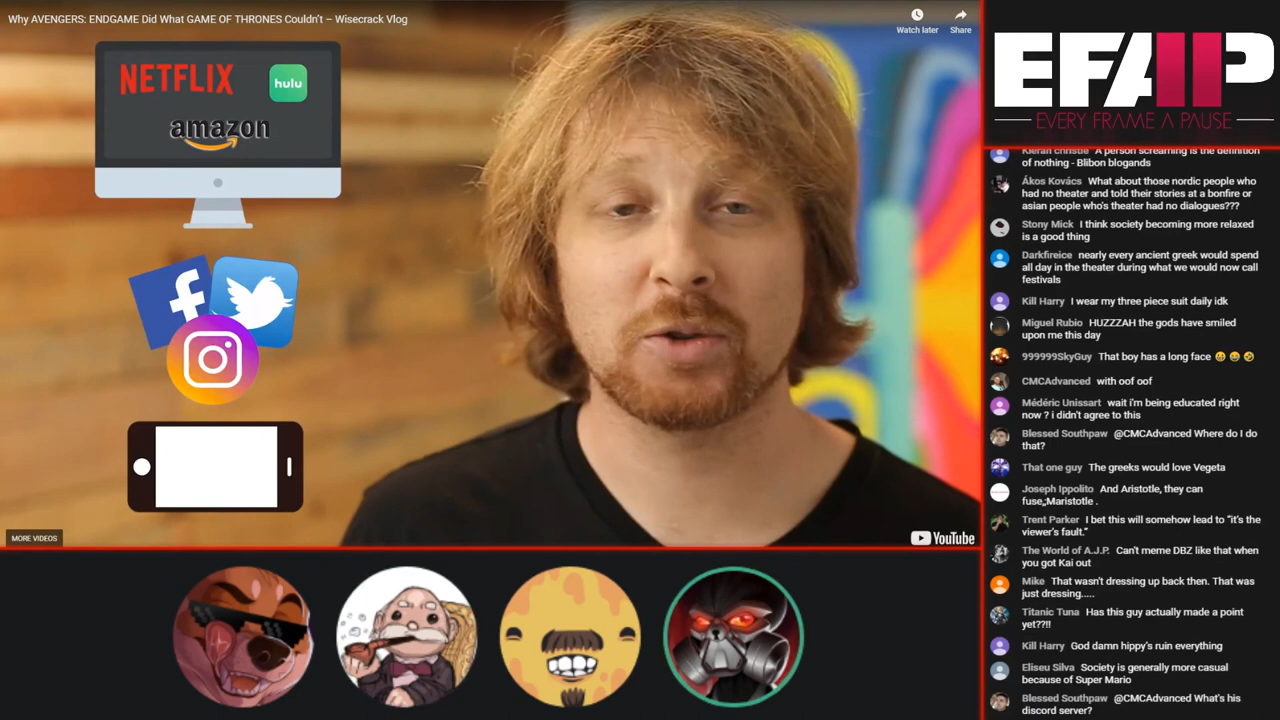 Why AVENGERS: ENDGAME Did What GAME OF THRONES Couldn't – Wisecrack Vlog
Watch later
Share
NETFLIX
hulu
amazon
MORE VIDEOS
YouTube
EFAP
EVERY FRAME A PAUSE
Kieran christie A person screaming is the definition
of nothing - Blibon blogands
Ákos Kovács What about those nordic people who
had no theater and told their stories at a bonfire or
asian people who's theater had no dialogues???
Stony Mick I think society becoming more relaxed
is a good thing
Darkfireice nearly every ancient greek would spend
all day in the theater during what we would now call
festivals
Kill Harry I wear my three piece suit daily idk
Miguel Rubio HUZZZAH the gods have smiled
upon me this day
999999SkyGuy That boy has a long face 😆😂🤣
CMCAdvanced with oof oof
Médéric Unissart wait i'm being educated right
now ? i didn't agree to this
Blessed Southpaw @CMCAdvanced Where do I do
that?
That one guy The greeks would love Vegeta
Joseph Ippolito And Aristotle, they can
fuse,;Maristotle .
Trent Parker I bet this will somehow lead to "it's the
viewer's fault."
The World of A.J.P. Can't meme DBZ like that when
you got Kai out
Mike That wasn't dressing up back then. That was
just dressing.....
Titanic Tuna Has this guy actually made a point
yet??!!
Kill Harry God damn hippy's ruin everything
Eliseu Silva Society is generally more casual
because of Super Mario
Blessed Southpaw @CMCAdvanced What's his
discord server?